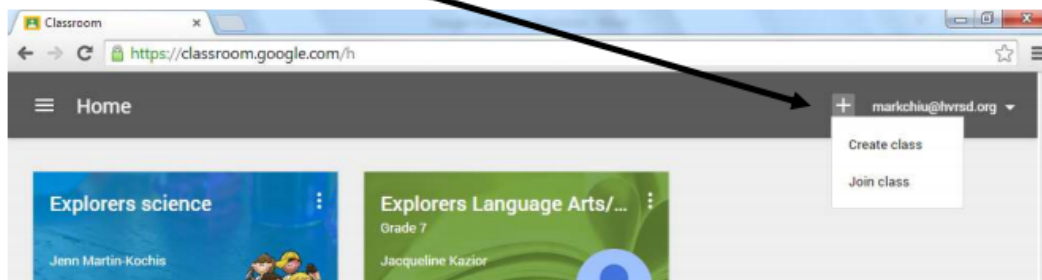 Classroom
https://classroom.google.com/h
Home
markchiu@hvrsd.org
Create class
Join class
Explorers science
Jenn Martin-Kochis
Explorers Language Arts/...
Grade 7
Jacqueline Kazior